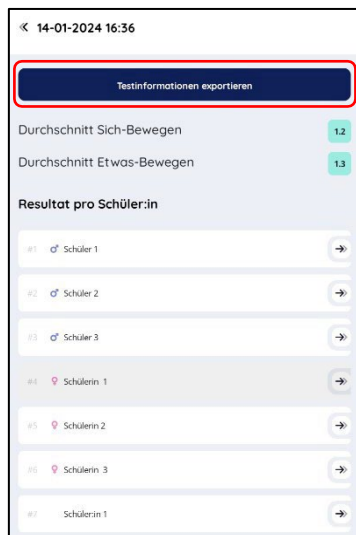 14-01-2024 16:36
Testinformationen exportieren
Durchschnitt Sich-Bewegen 1.2
Durchschnitt Etwas-Bewegen 1.3
Resultat pro Schüler:in
#1 ♂ Schüler 1
#2 ♂ Schüler 2
#3 ♂ Schüler 3
#4 ♀ Schülerin 1
#5 ♀ Schülerin 2
#6 ♀ Schülerin 3
#7 Schüler:in 1